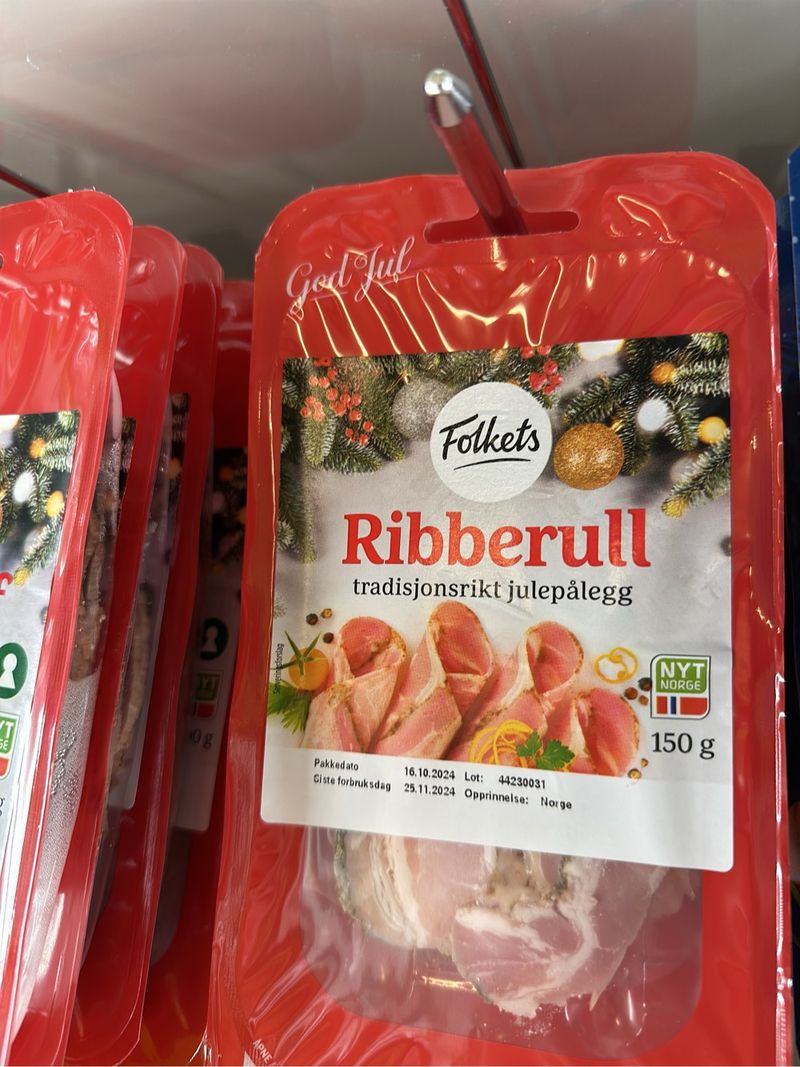 God Jul
Folkets
Ribberull
tradisjonsrikt julepålegg
Serveringsforslag
NYT
NORGE
150 g
Pakkedato 16.10.2024 Lot: 44230031
Siste forbruksdag 25.11.2024 Opprinnelse: Norge